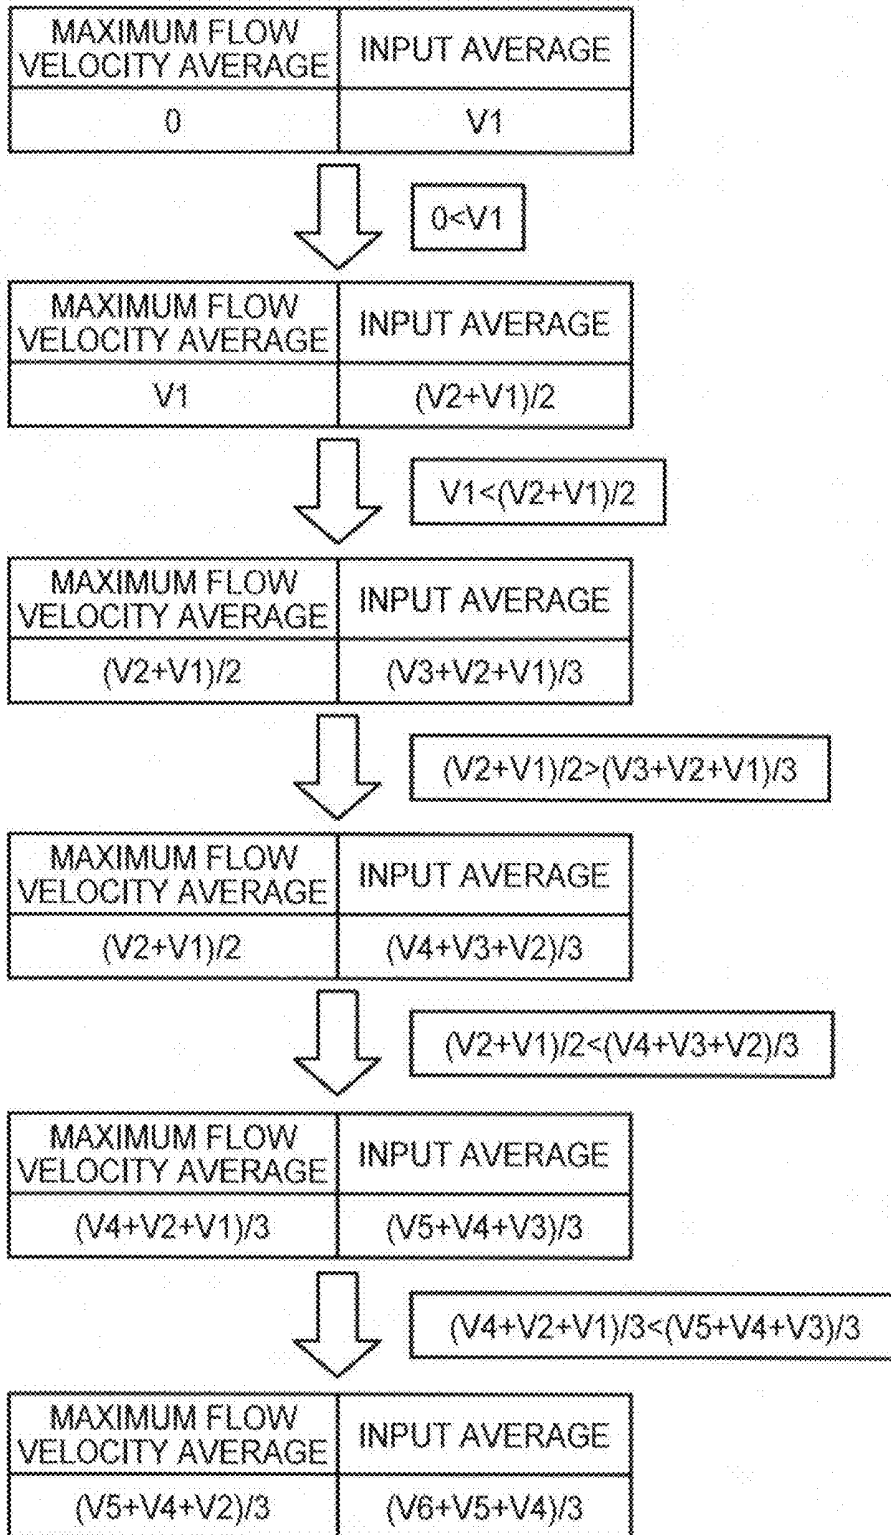 MAXIMUM FLOW
VELOCITY AVERAGE
INPUT AVERAGE
0
V1
0<V1
MAXIMUM FLOW
VELOCITY AVERAGE
INPUT AVERAGE
V1
(V2+V1)/2
V1<(V2+V1)/2
MAXIMUM FLOW
VELOCITY AVERAGE
INPUT AVERAGE
(V2+V1)/2
(V3+V2+V1)/3
(V2+V1)/2>(V3+V2+V1)/3
MAXIMUM FLOW
VELOCITY AVERAGE
INPUT AVERAGE
(V2+V1)/2
(V4+V3+V2)/3
(V2+V1)/2<(V4+V3+V2)/3
MAXIMUM FLOW
VELOCITY AVERAGE
INPUT AVERAGE
(V4+V2+V1)/3
(V5+V4+V3)/3
(V4+V2+V1)/3<(V5+V4+V3)/3
MAXIMUM FLOW
VELOCITY AVERAGE
INPUT AVERAGE
(V5+V4+V2)/3
(V6+V5+V4)/3